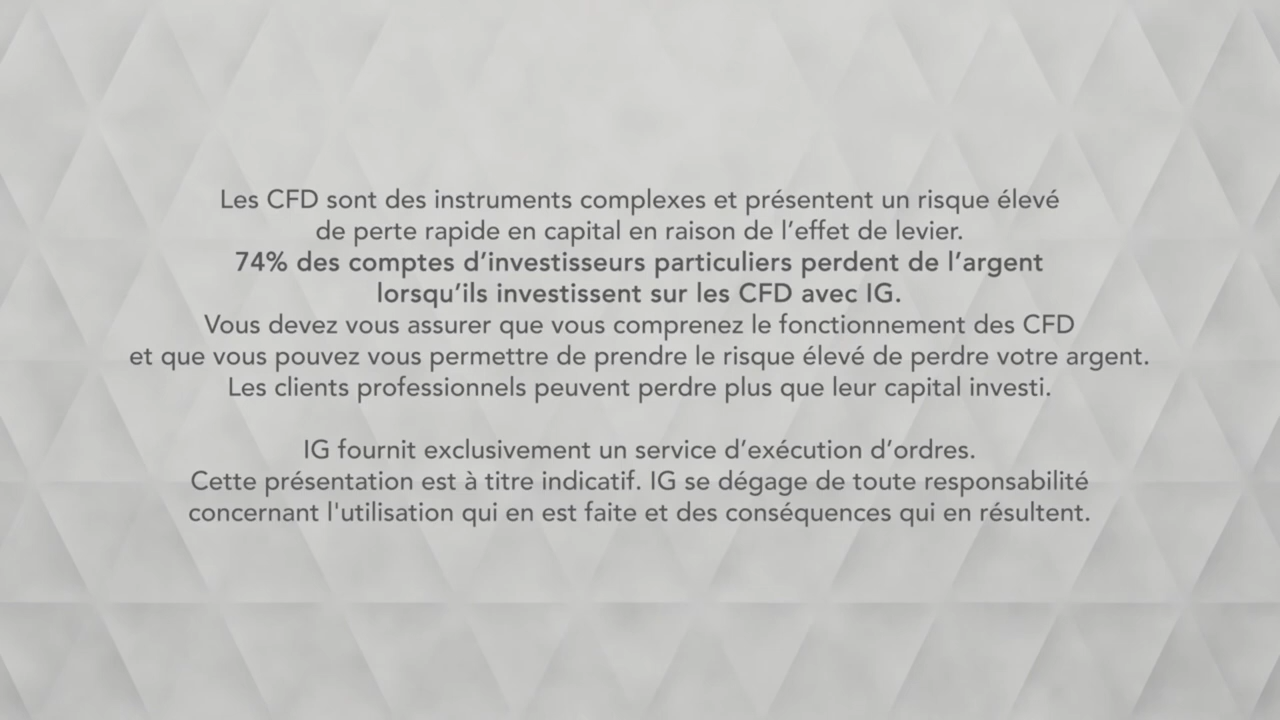 Les CFD sont des instruments complexes et présentent un risque élevé
de perte rapide en capital en raison de l’effet de levier.
74% des comptes d’investisseurs particuliers perdent de l’argent
lorsqu’ils investissent sur les CFD avec IG.
Vous devez vous assurer que vous comprenez le fonctionnement des CFD
et que vous pouvez vous permettre de prendre le risque élevé de perdre votre argent.
Les clients professionnels peuvent perdre plus que leur capital investi.
IG fournit exclusivement un service d’exécution d’ordres.
Cette présentation est à titre indicatif. IG se dégage de toute responsabilité
concernant l'utilisation qui en est faite et des conséquences qui en résultent.